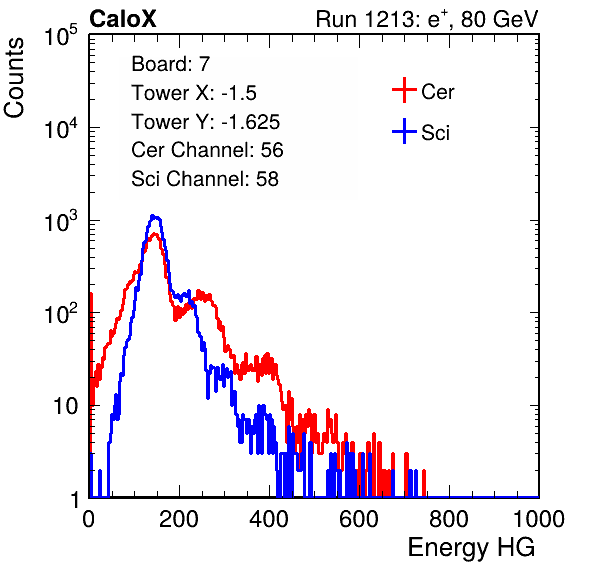 CaloX Run 1213: e⁺, 80 GeV
Counts
Board: 7
Tower X: -1.5
Tower Y: -1.625
Cer Channel: 56
Sci Channel: 58
Cer
Sci
10⁵
10⁴
10³
10²
10
1
0 200 400 600 800 1000
Energy HG